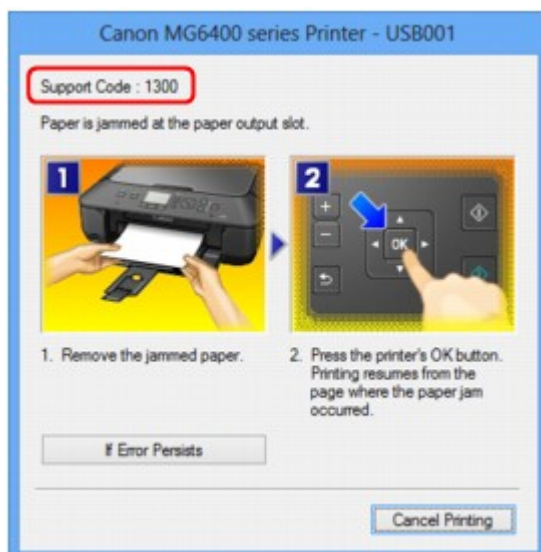 Canon MG6400 series Printer - USB001
Support Code : 1300
Paper is jammed at the paper output slot.
1
2
+
−
OK
1. Remove the jammed paper.
2. Press the printer's OK button.
Printing resumes from the
page where the paper jam
occurred.
If Error Persists
Cancel Printing